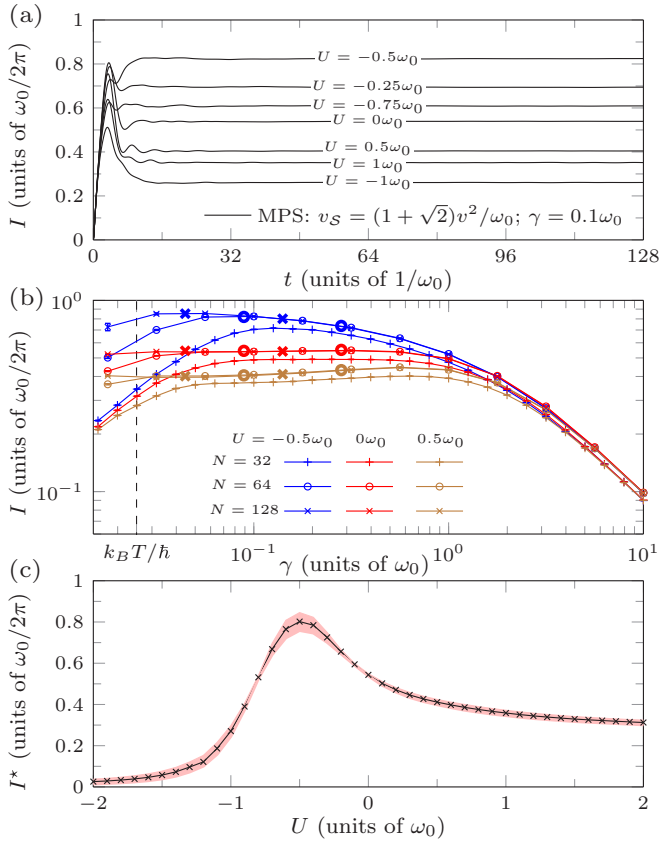 (a)
1
0.8
0.6
0.4
0.2
0
I (units of ω₀/2π)
U = −0.5ω₀
U = −0.25ω₀
U = −0.75ω₀
U = 0ω₀
U = 0.5ω₀
U = 1ω₀
U = −1ω₀
MPS: v_S = (1 + √2)v²/ω₀; γ = 0.1ω₀
0 32 64 96 128
t (units of 1/ω₀)
(b)
10⁰
10⁻¹
I (units of ω₀/2π)
U = −0.5ω₀ 0ω₀ 0.5ω₀
N = 32
N = 64
N = 128
k_BT/ħ 10⁻¹ 10⁰ 10¹
γ (units of ω₀)
(c)
1
0.8
0.6
0.4
0.2
0
I* (units of ω₀/2π)
−2 −1 0 1 2
U (units of ω₀)